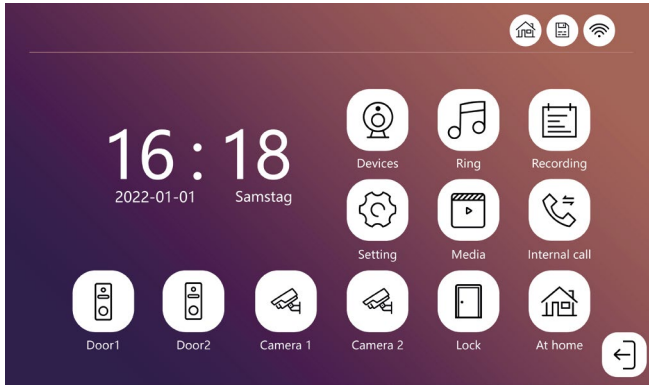 16 : 18
2022-01-01 Samstag
Devices Ring Recording
Setting Media Internal call
Door1 Door2 Camera 1 Camera 2 Lock At home